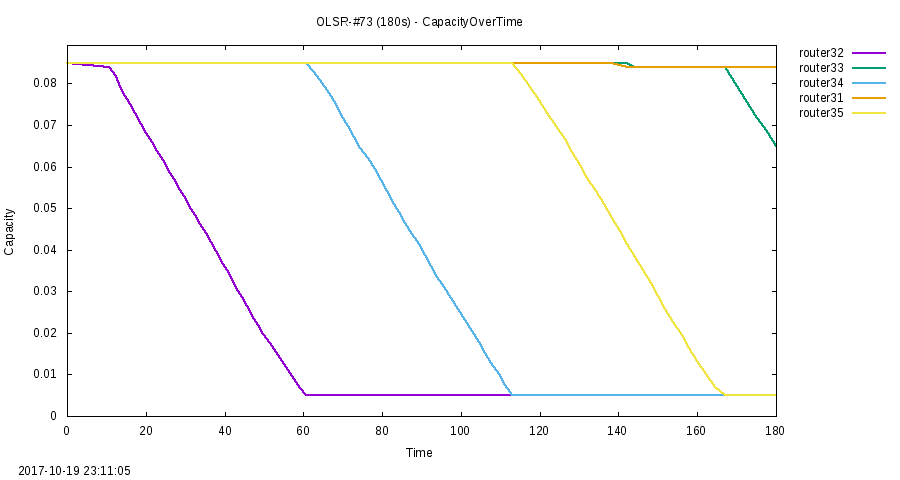 OLSR-#73 (180s) - CapacityOverTime
router32
router33
router34
router31
router35
0.08
0.07
0.06
0.05
0.04
0.03
0.02
0.01
0
Capacity
0 20 40 60 80 100 120 140 160 180
Time
2017-10-19 23:11:05